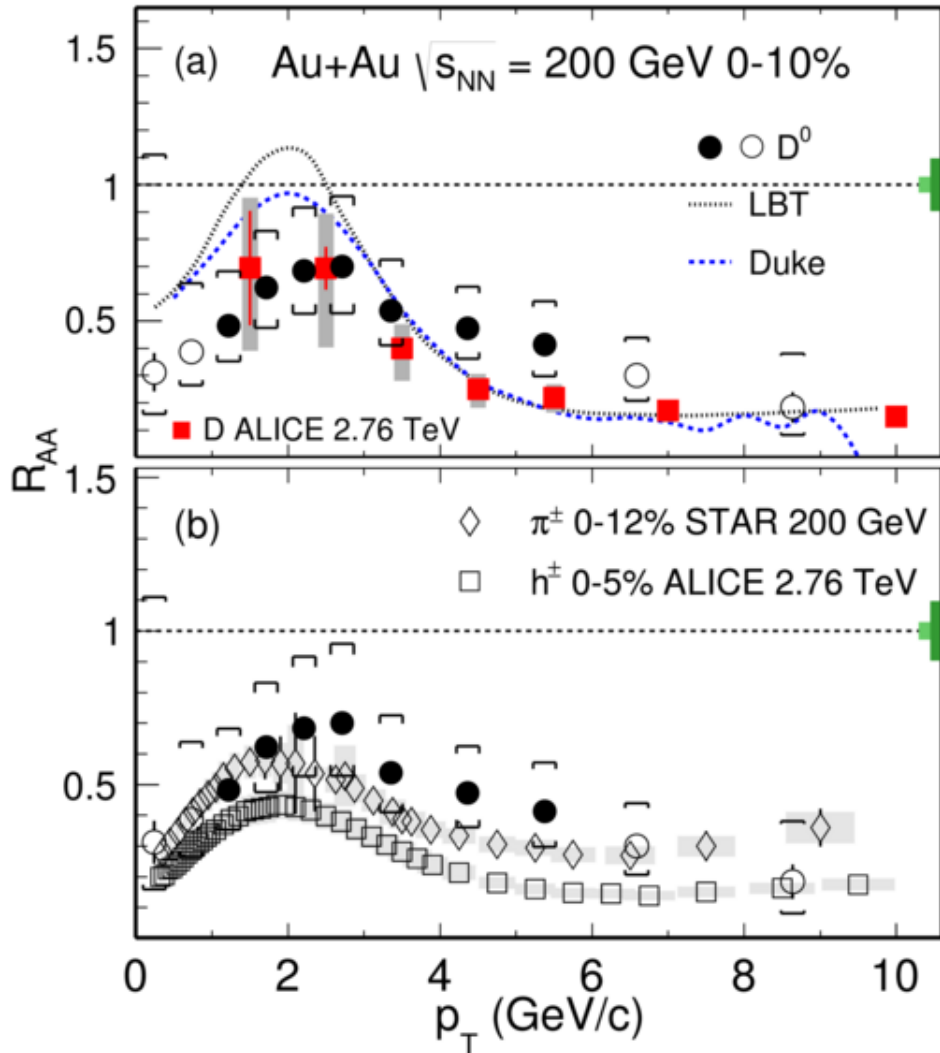 (a) Au+Au √sNN = 200 GeV 0-10%
D⁰
LBT
Duke
D ALICE 2.76 TeV
1.5
1
0.5
RAA
(b) π± 0-12% STAR 200 GeV
h± 0-5% ALICE 2.76 TeV
1.5
1
0.5
0 2 4 6 8 10
pT (GeV/c)